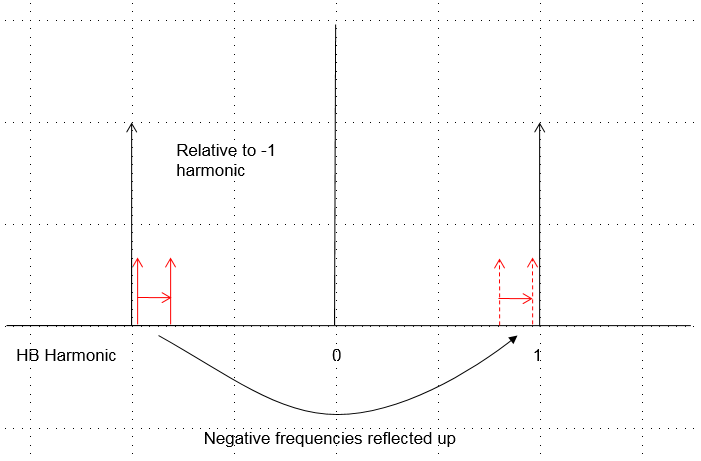 Relative to -1
harmonic
HB Harmonic
0
1
Negative frequencies reflected up